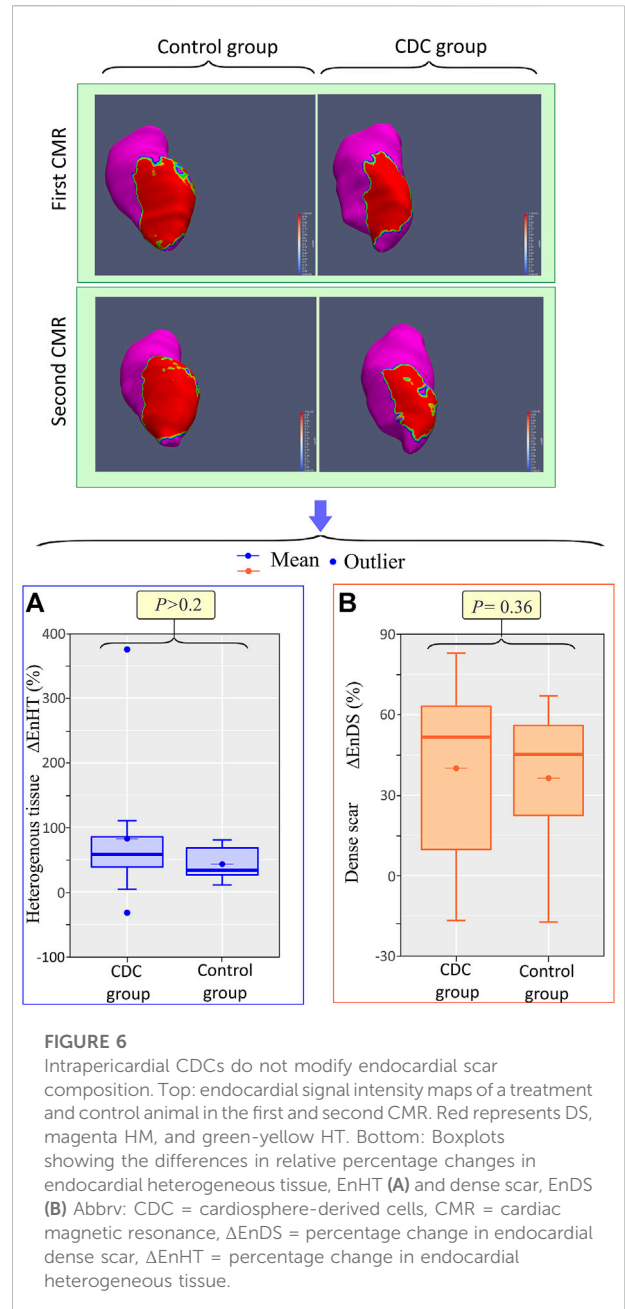 Control group CDC group
First CMR
Second CMR
Mean Outlier
A
P>0.2
Heterogenous tissue ΔEnHT (%)
400
300
200
100
0
-100
CDC group
Control group
B
P= 0.36
Dense scar ΔEnDS (%)
90
60
30
0
-30
CDC group
Control group
FIGURE 6
Intrapericardial CDCs do not modify endocardial scar
composition. Top: endocardial signal intensity maps of a treatment
and control animal in the first and second CMR. Red represents DS,
magenta HM, and green-yellow HT. Bottom: Boxplots
showing the differences in relative percentage changes in
endocardial heterogeneous tissue, EnHT (A) and dense scar, EnDS
(B) Abbrv: CDC = cardiosphere-derived cells, CMR = cardiac
magnetic resonance, ΔEnDS = percentage change in endocardial
dense scar, ΔEnHT = percentage change in endocardial
heterogeneous tissue.